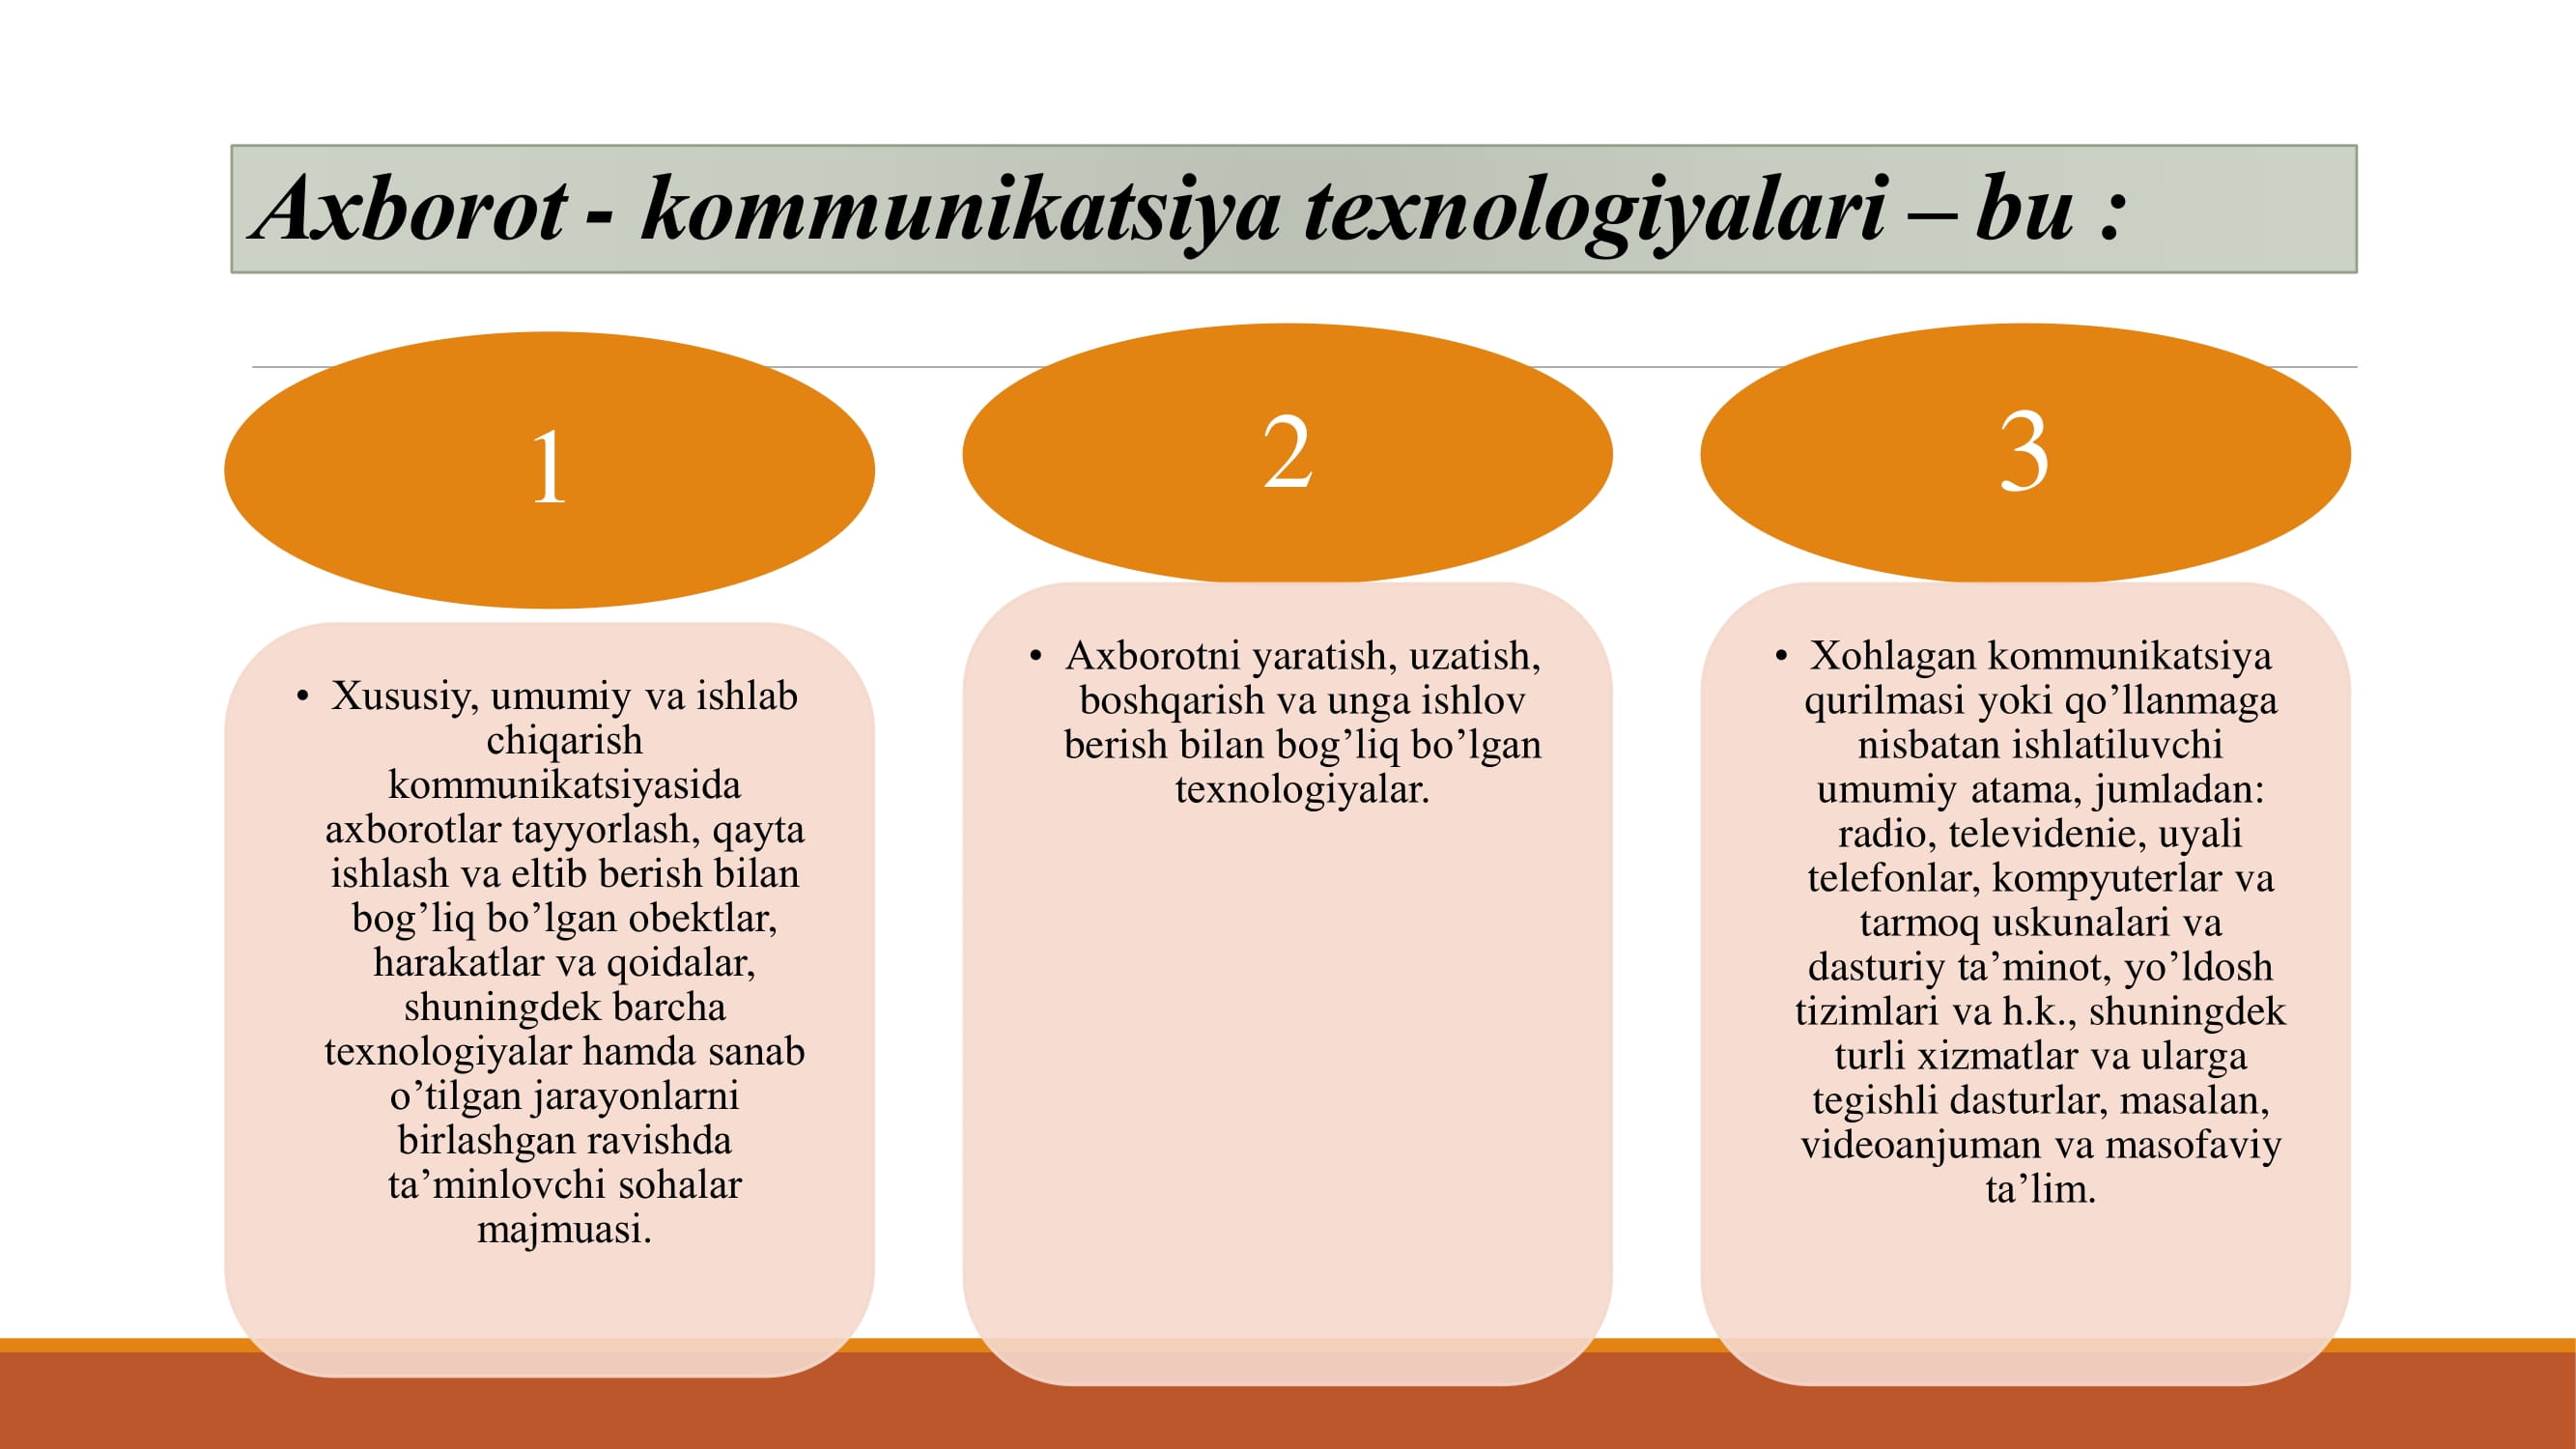 Axborot - kommunikatsiya texnologiyalari – bu :
1
• Xususiy, umumiy va ishlab
chiqarish
kommunikatsiyasida
axborotlar tayyorlash, qayta
ishlash va eltib berish bilan
bog’liq bo’lgan obektlar,
harakatlar va qoidalar,
shuningdek barcha
texnologiyalar hamda sanab
o’tilgan jarayonlarni
birlashgan ravishda
ta’minlovchi sohalar
majmuasi.
2
• Axborotni yaratish, uzatish,
boshqarish va unga ishlov
berish bilan bog’liq bo’lgan
texnologiyalar.
3
• Xohlagan kommunikatsiya
qurilmasi yoki qo’llanmaga
nisbatan ishlatiluvchi
umumiy atama, jumladan:
radio, televidenie, uyali
telefonlar, kompyuterlar va
tarmoq uskunalari va
dasturiy ta’minot, yo’ldosh
tizimlari va h.k., shuningdek
turli xizmatlar va ularga
tegishli dasturlar, masalan,
videoanjuman va masofaviy
ta’lim.